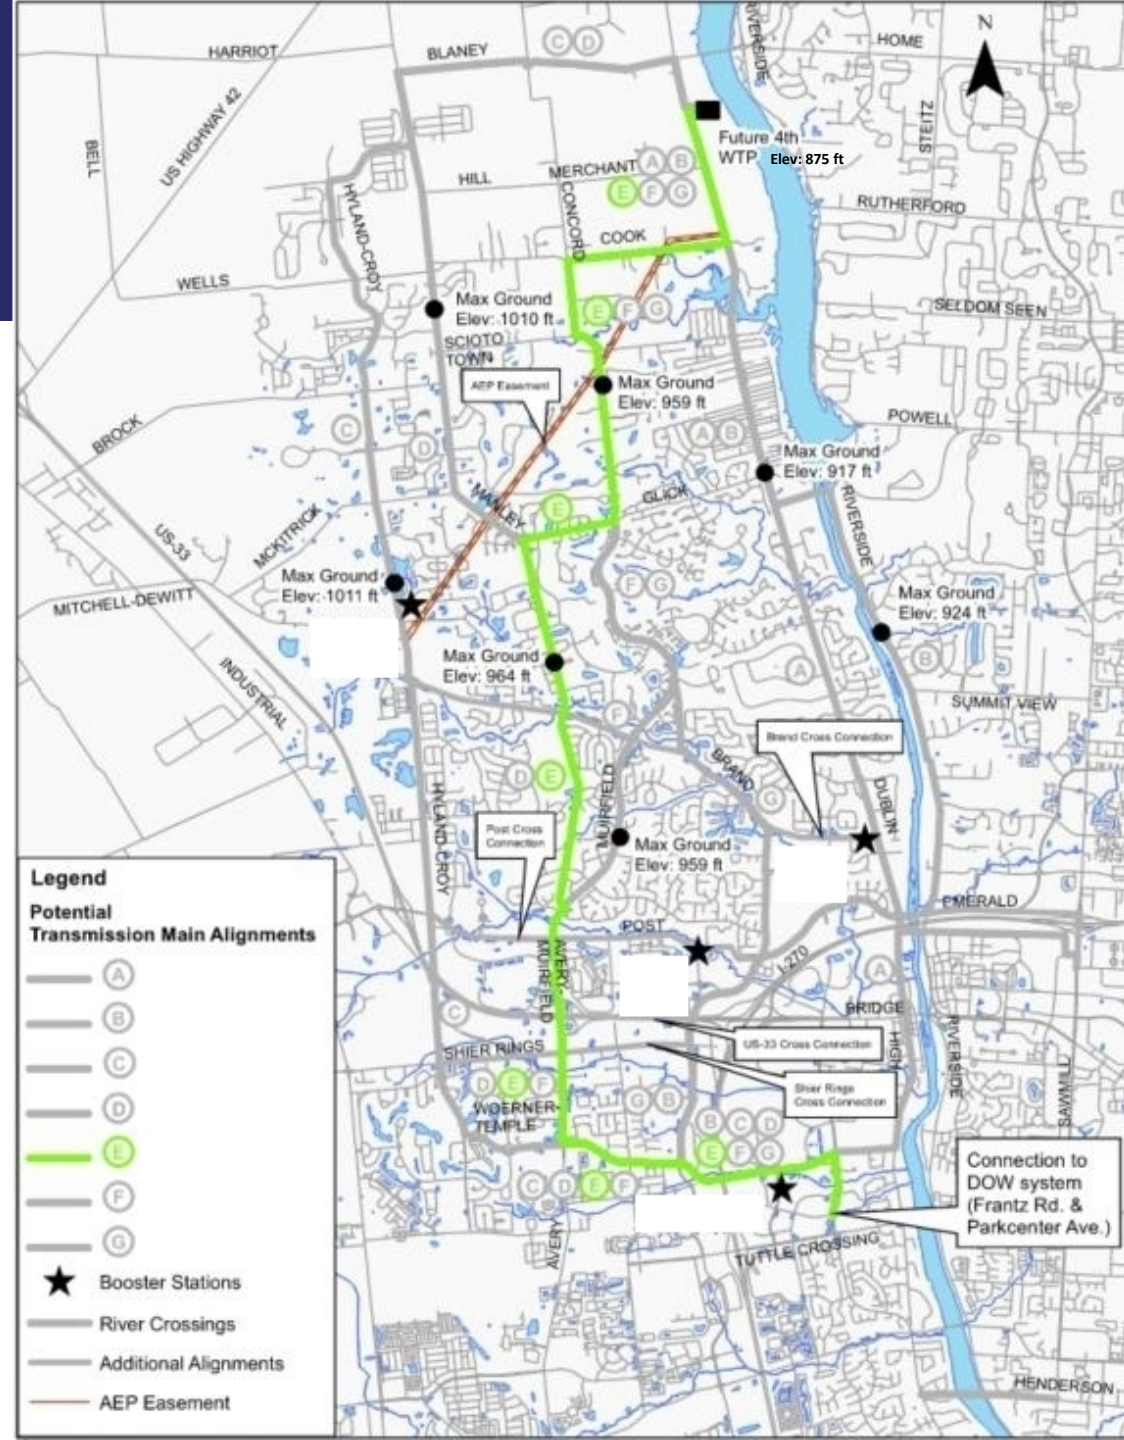 HARRIOT
BLANEY
C D
RIVERSIDE
HOME
N
US HIGHWAY 42
BELL
STEITZ
Future 4th
WTP
Elev: 875 ft
MERCHANT
A B
E F G
HILL
CONCORD
HYLAND-CROY
RUTHERFORD
COOK
WELLS
Max Ground
Elev: 1010 ft
E F G
SELDOM SEEN
SCIOTO
TOWN
AEP Easement
Max Ground
Elev: 959 ft
BROCK
C
D
A B
POWELL
Max Ground
Elev: 917 ft
MANLEY
E
GLICK
RIVERSIDE
US-33
MCKITRICK
Max Ground
Elev: 1011 ft
F G
MITCHELL-DEWITT
Max Ground
Elev: 924 ft
Max Ground
Elev: 964 ft
A
B
INDUSTRIAL
SUMMIT VIEW
F
Brand Cross Connection
BRAND
D E
MUIRFIELD
G
DUBLIN
HYLAND-CROY
Post Cross
Connection
Max Ground
Elev: 959 ft
EMERALD
POST
AVERY-
MUIRFIELD
I-270
A
C
BRIDGE
US-33 Cross Connection
HIGH
RIVERSIDE
SHIER RINGS
Shier Rings
Cross Connection
SAWMILL
D E F
WOERNER-
TEMPLE
G B
B C D
E F G
C D E F
Connection to
DOW system
(Frantz Rd. &
Parkcenter Ave.)
AVERY
TUTTLE CROSSING
HENDERSON
Legend
Potential
Transmission Main Alignments
A
B
C
D
E
F
G
Booster Stations
River Crossings
Additional Alignments
AEP Easement